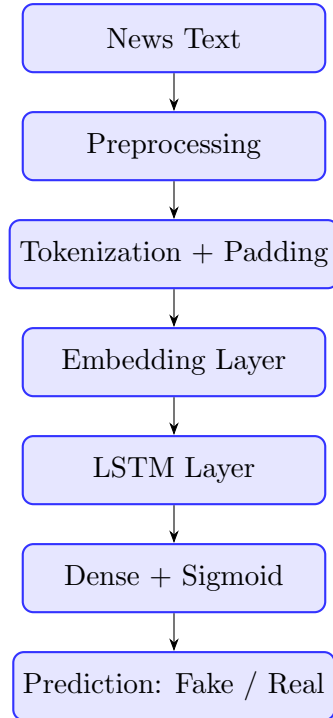 News Text
Preprocessing
Tokenization + Padding
Embedding Layer
LSTM Layer
Dense + Sigmoid
Prediction: Fake / Real